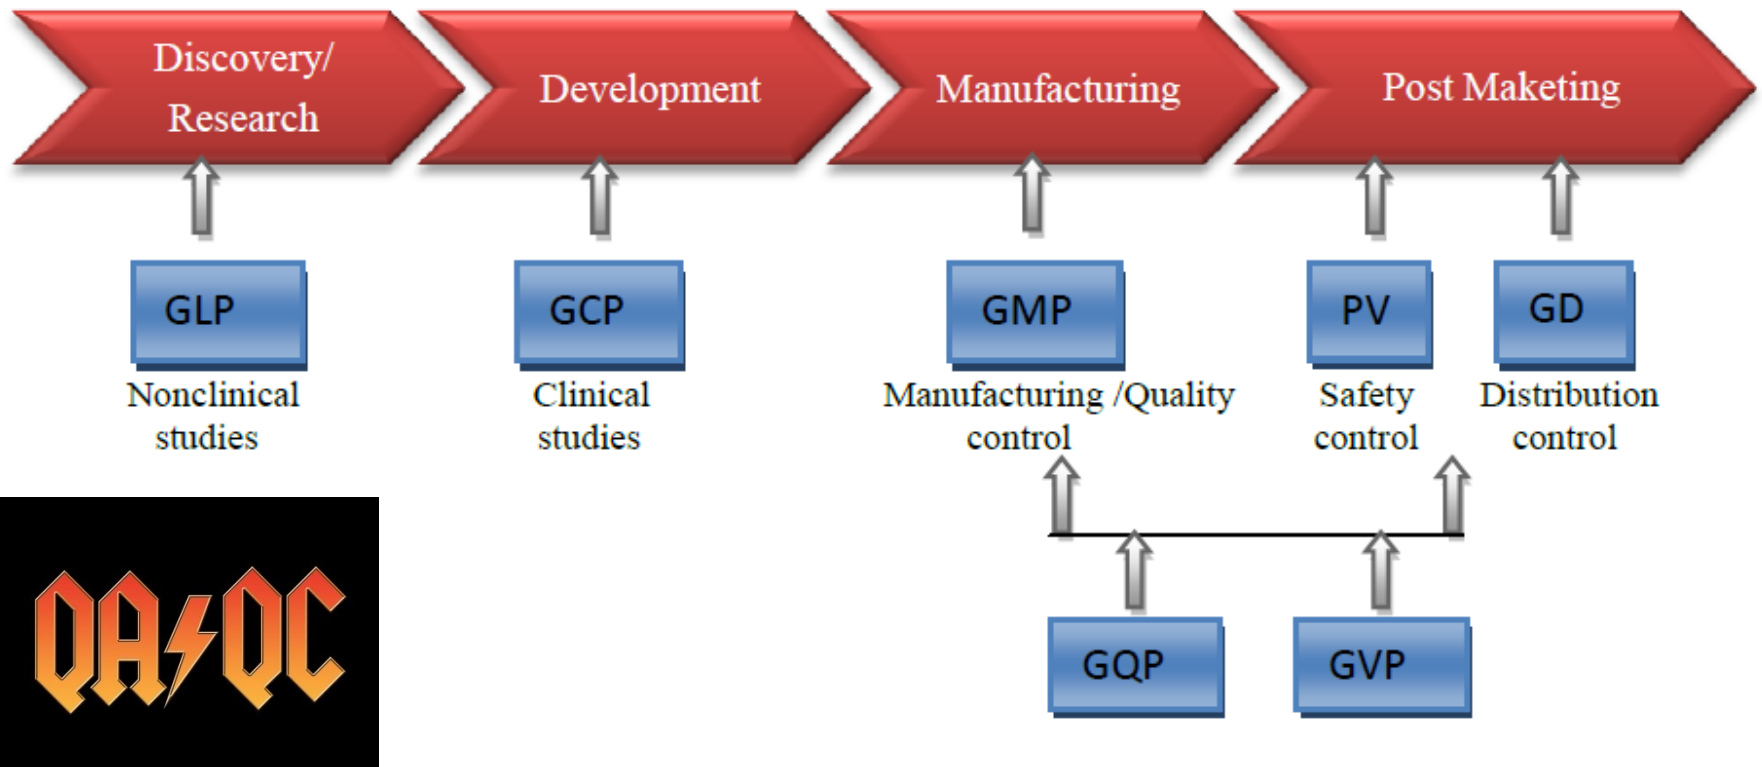 Discovery/
Research
Development
Manufacturing
Post Maketing
GLP
GCP
GMP
PV
GD
Nonclinical
studies
Clinical
studies
Manufacturing /Quality
control
Safety
control
Distribution
control
QA/QC
GQP
GVP